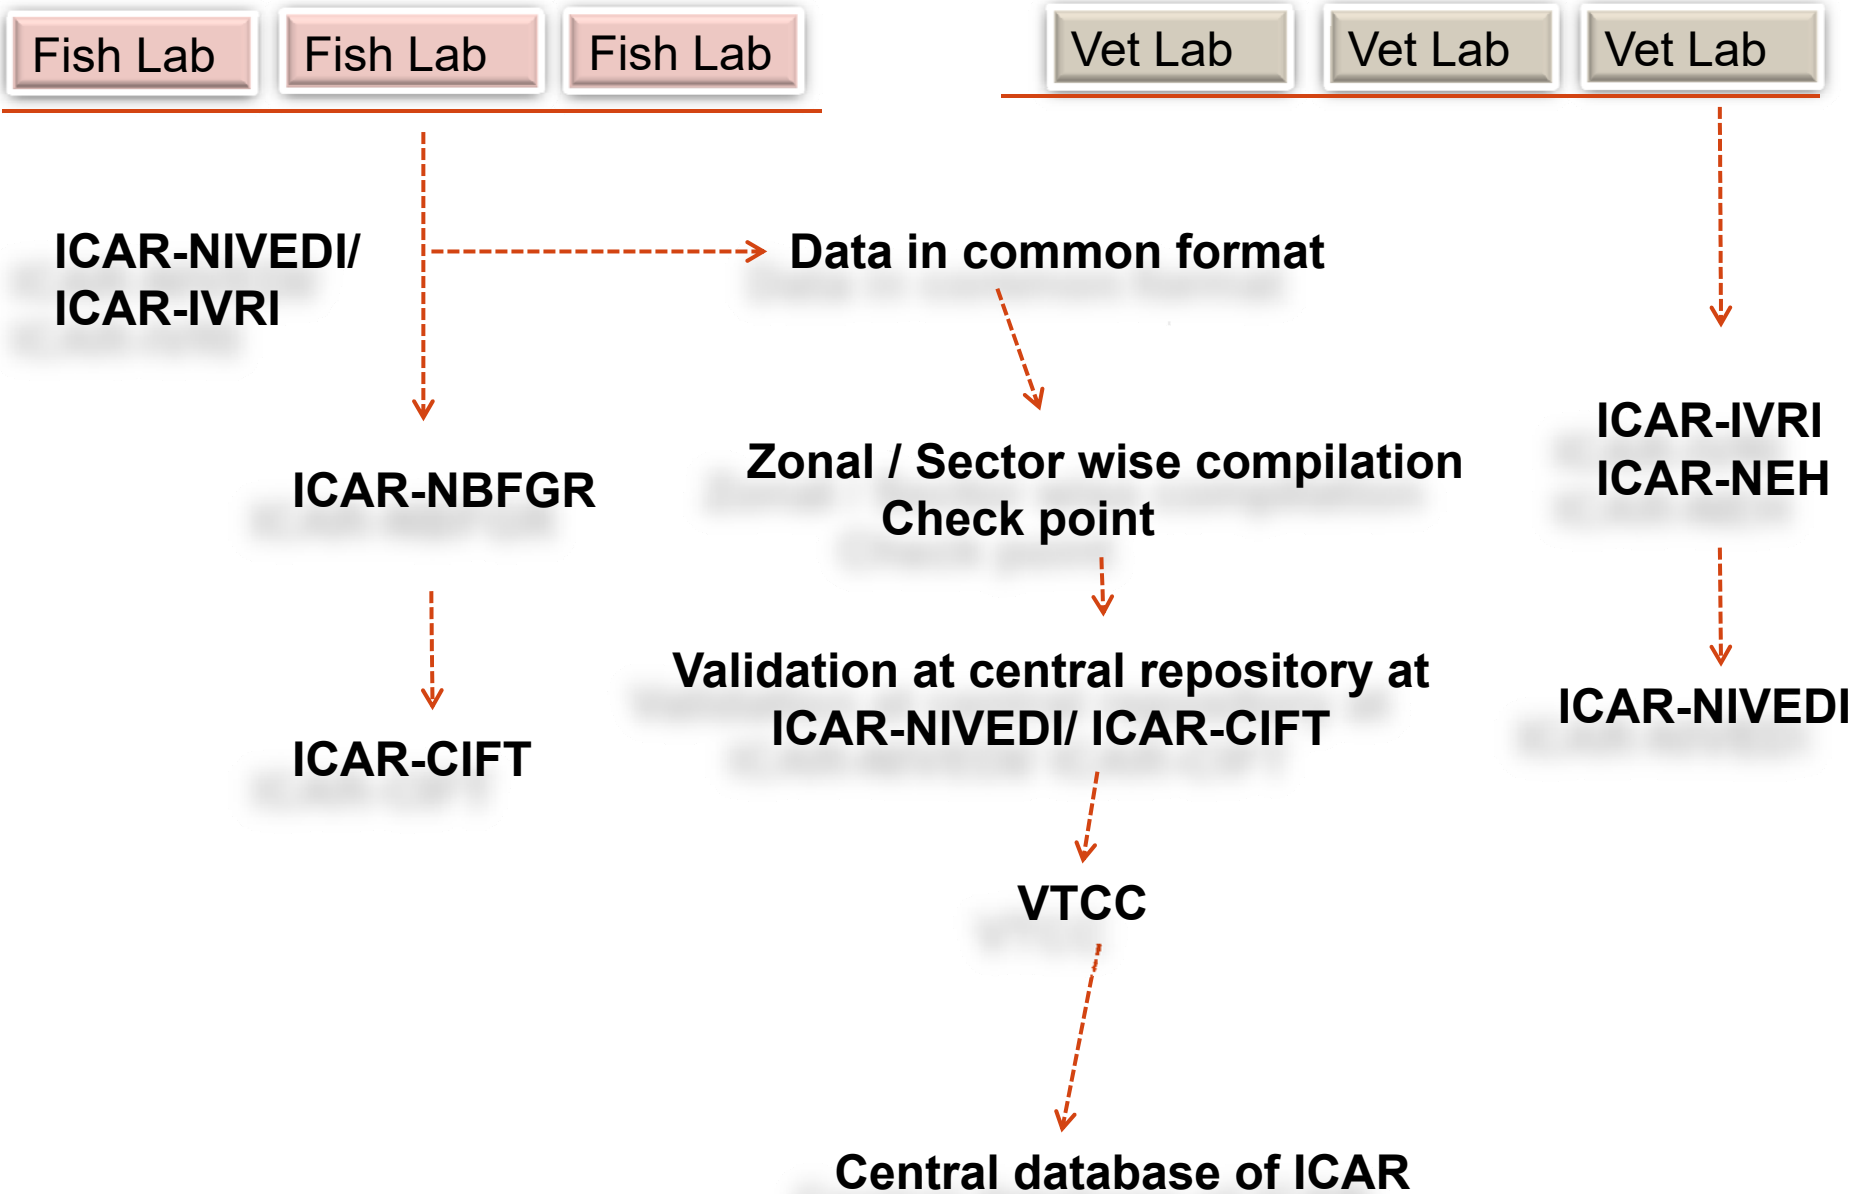 Fish Lab
Fish Lab
Fish Lab
Vet Lab
Vet Lab
Vet Lab
ICAR-NIVEDI/
ICAR-IVRI
Data in common format
ICAR-IVRI
ICAR-NEH
Zonal / Sector wise compilation
Check point
ICAR-NBFGR
Validation at central repository at
ICAR-NIVEDI/ ICAR-CIFT
ICAR-NIVEDI
ICAR-CIFT
VTCC
Central database of ICAR